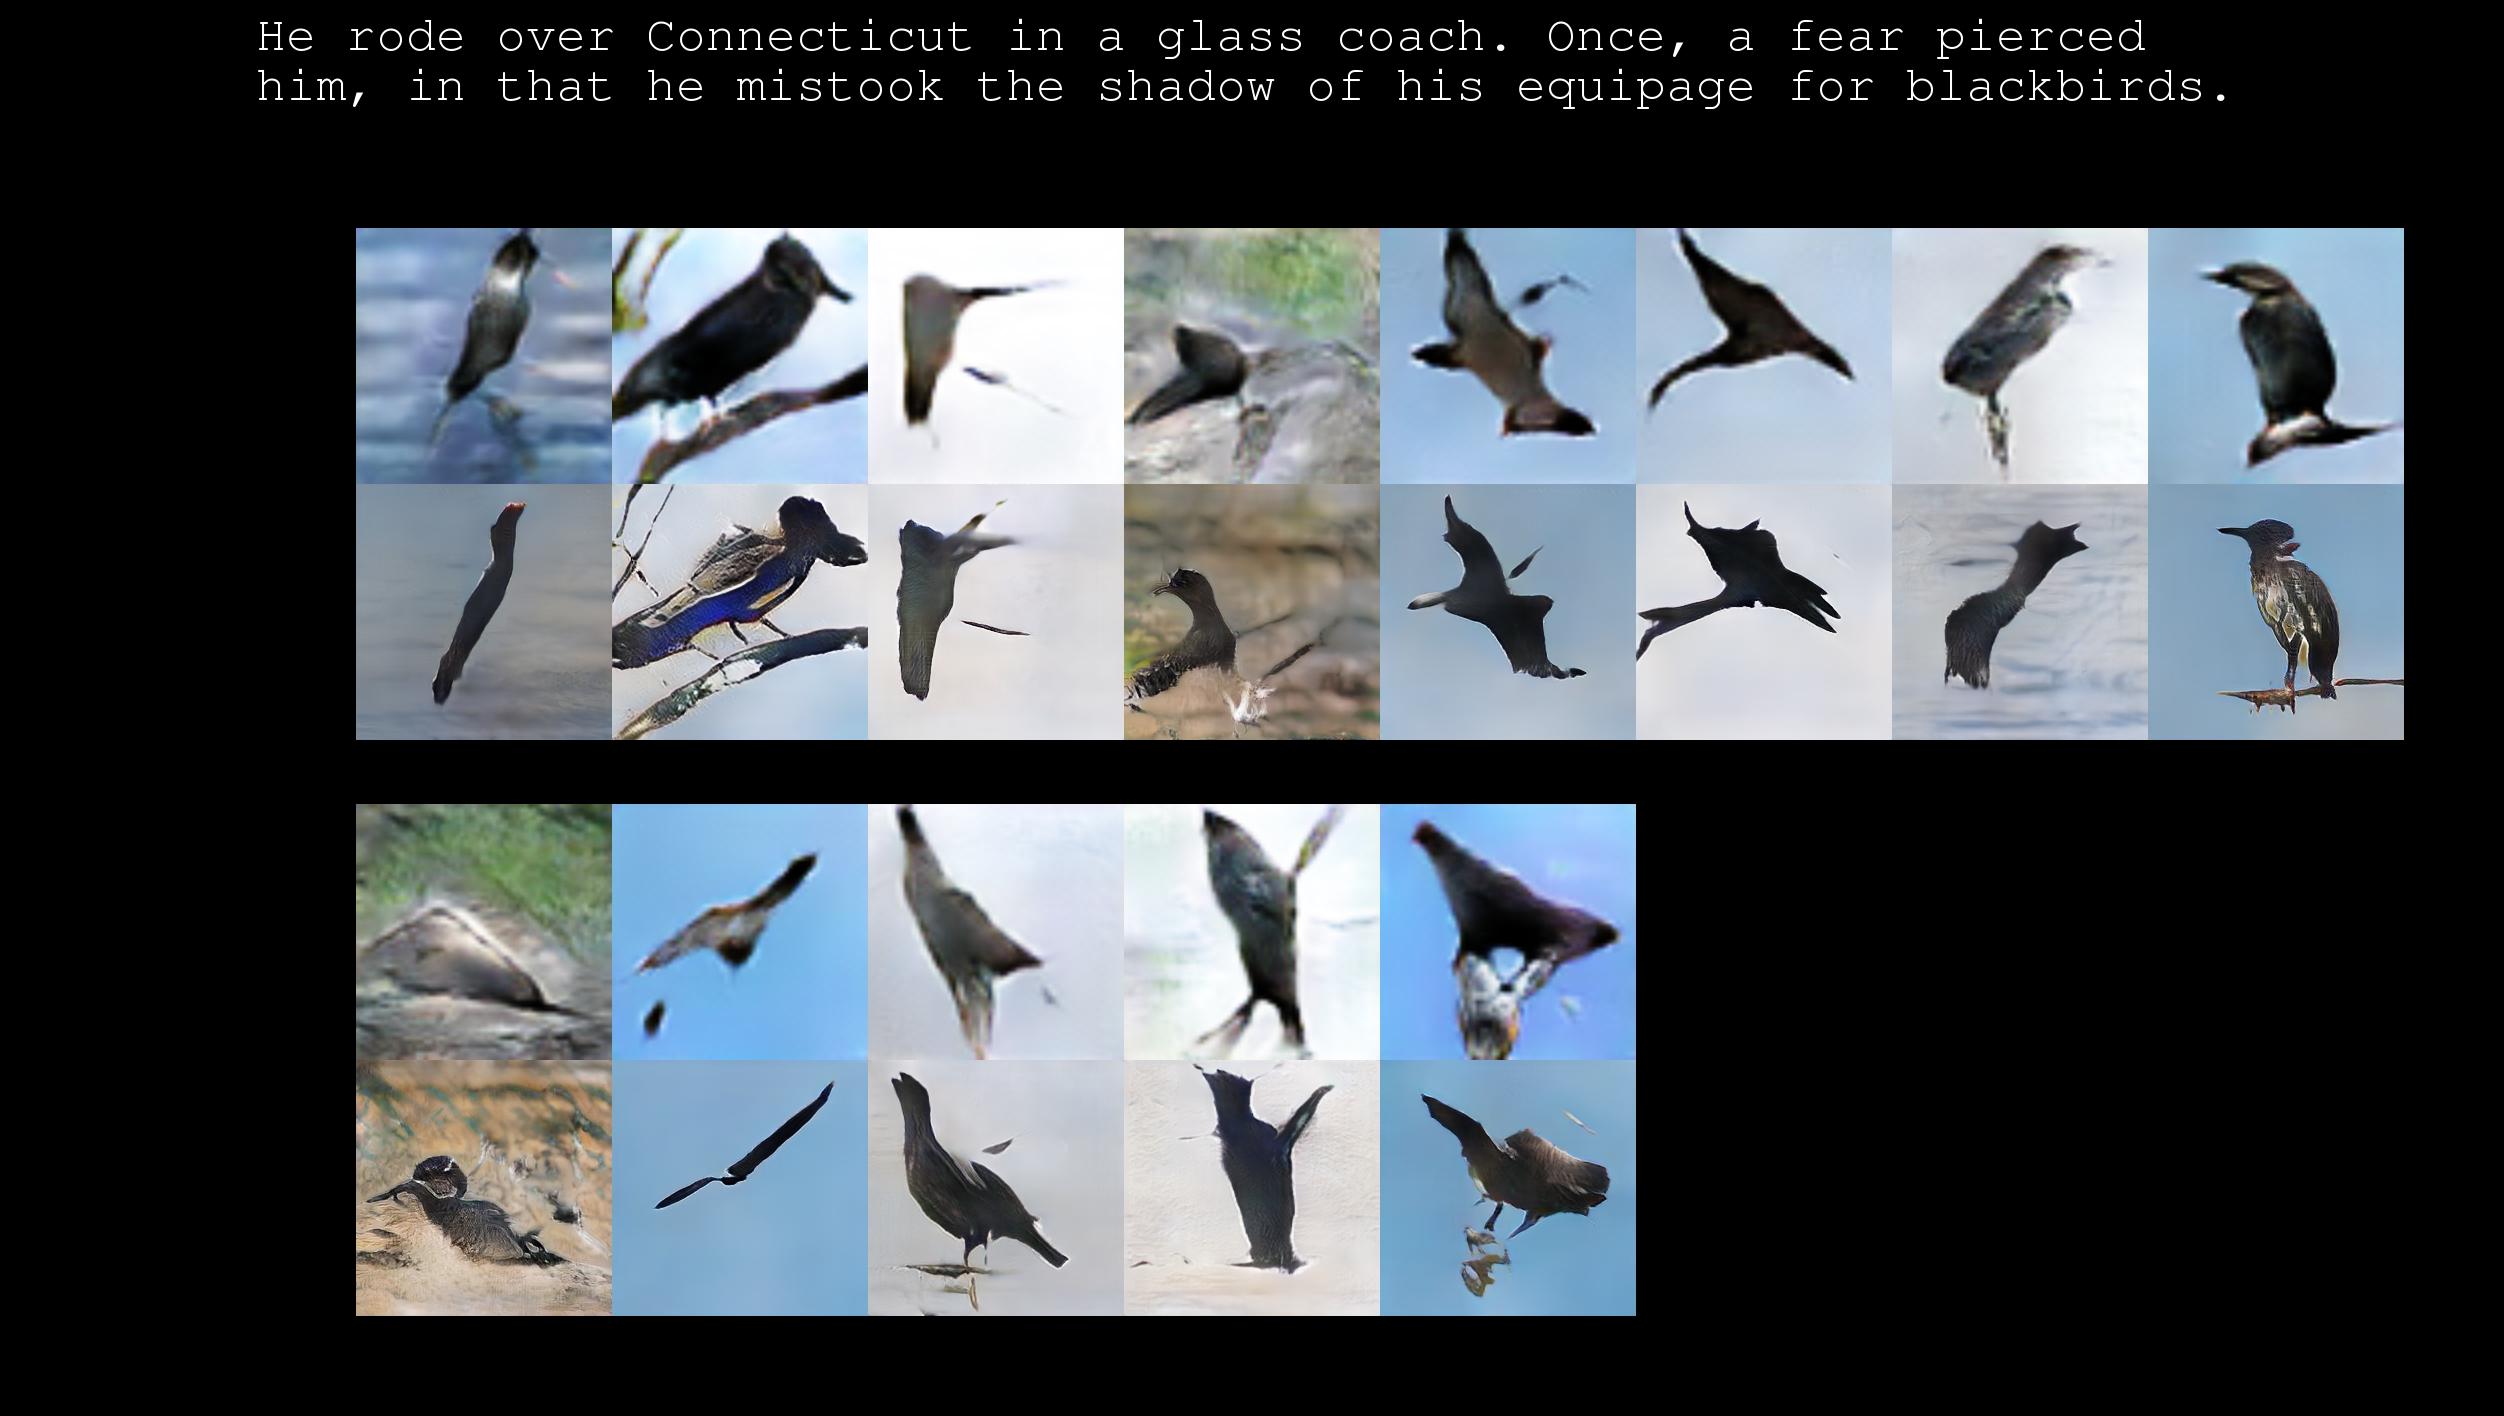 He rode over Connecticut in a glass coach. Once, a fear pierced
him, in that he mistook the shadow of his equipage for blackbirds.